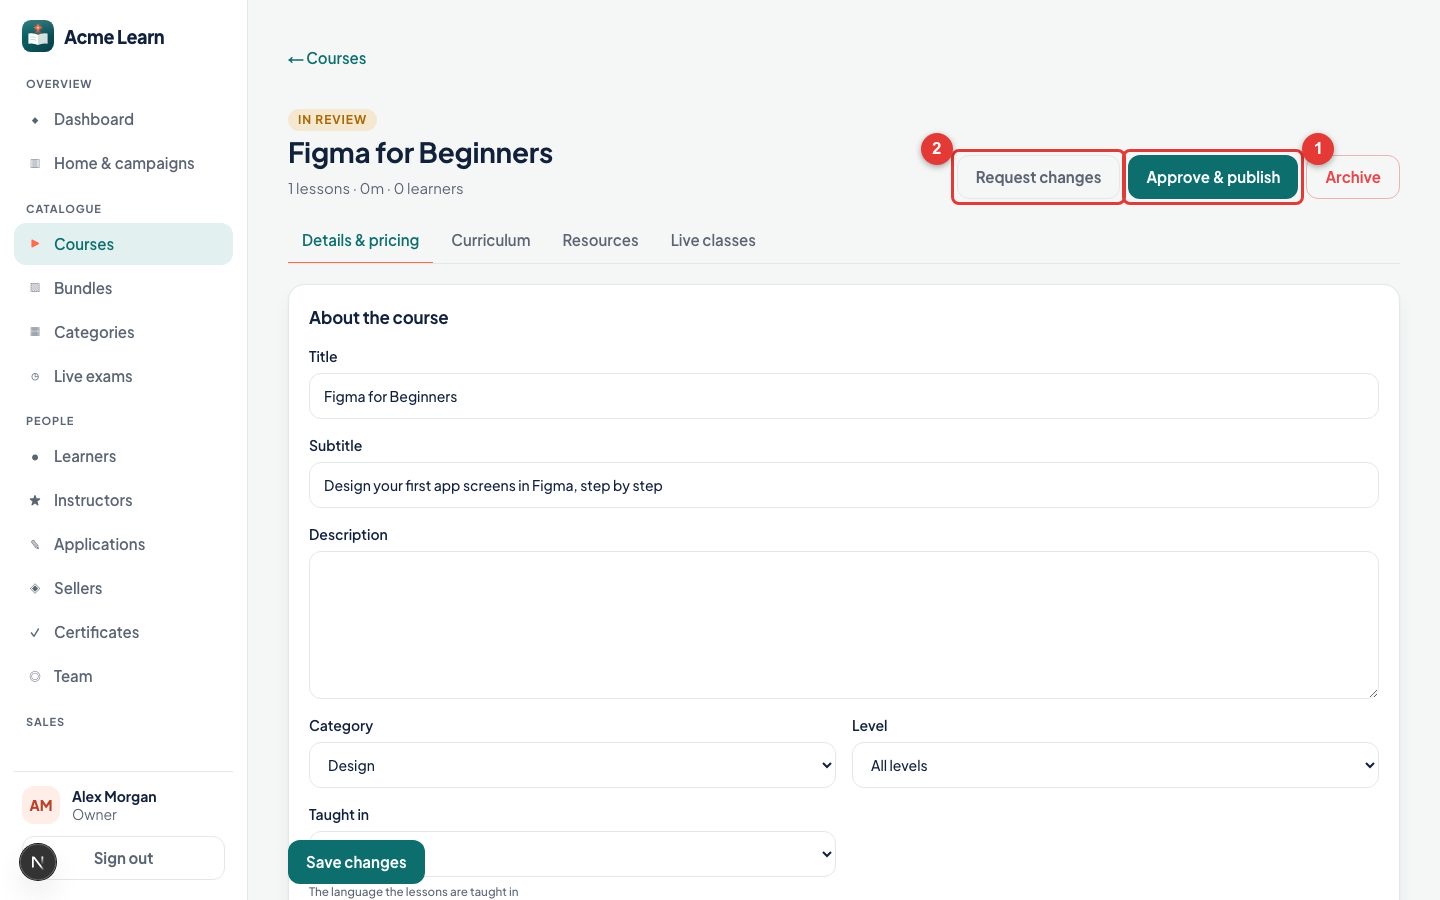 Acme Learn
OVERVIEW
Dashboard
Home & campaigns
CATALOGUE
Courses
Bundles
Categories
Live exams
PEOPLE
Learners
Instructors
Applications
Sellers
Certificates
Team
SALES
AM
Alex Morgan
Owner
N
Sign out
← Courses
IN REVIEW
Figma for Beginners
1 lessons · 0m · 0 learners
2
Request changes
Approve & publish
1
Archive
Details & pricing
Curriculum
Resources
Live classes
About the course
Title
Figma for Beginners
Subtitle
Design your first app screens in Figma, step by step
Description
Category
Design
Level
All levels
Taught in
Save changes
The language the lessons are taught in